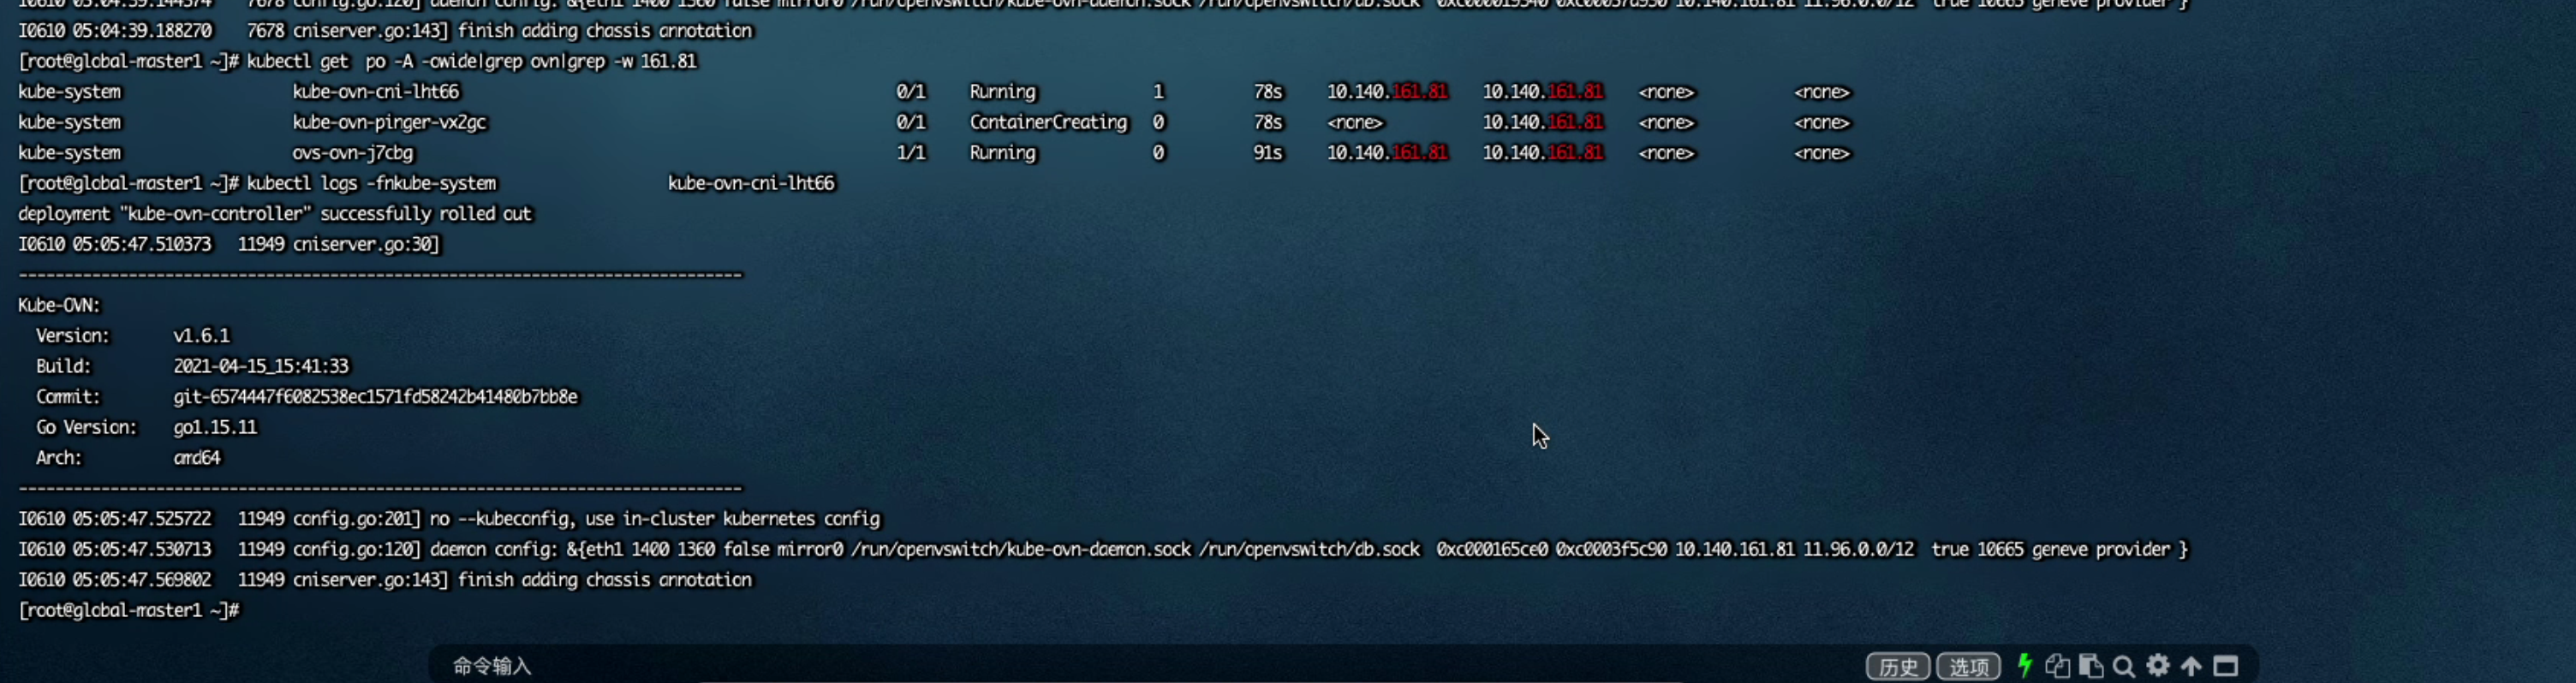 I0610 05:04:39.144374    7678 config.go:120] daemon config: &{eth1 1400 1360 false mirror0 /run/openvswitch/kube-ovn-daemon.sock /run/openvswitch/db.sock  10.140.161.81 11.96.0.0/12  true 10665 geneve provider }
I0610 05:04:39.188270    7678 cniserver.go:143] finish adding chassis annotation
[root@global-master1 ~]# kubectl get  po -A -owide|grep ovn|grep -w 161.81
kube-system kube-ovn-cni-lht66 0/1 Running 1 78s 10.140.161.81 10.140.161.81 <none> <none>
kube-system kube-ovn-pinger-vx2gc 0/1 ContainerCreating 0 78s <none> 10.140.161.81 <none> <none>
kube-system ovs-ovn-j7cbg 1/1 Running 0 91s 10.140.161.81 10.140.161.81 <none> <none>
[root@global-master1 ~]# kubectl logs -fnkube-system kube-ovn-cni-lht66
deployment "kube-ovn-controller" successfully rolled out
I0610 05:05:47.510373   11949 cniserver.go:30]
-------------------------------------------------------------------------------
Kube-OVN:
Version: v1.6.1
Build: 2021-04-15_15:41:33
Commit: git-6574447f6082538ec1571fd58242b41480b7bb8e
Go Version: go1.15.11
Arch: amd64
-------------------------------------------------------------------------------
I0610 05:05:47.525722   11949 config.go:201] no --kubeconfig, use in-cluster kubernetes config
I0610 05:05:47.530713   11949 config.go:120] daemon config: &{eth1 1400 1360 false mirror0 /run/openvswitch/kube-ovn-daemon.sock /run/openvswitch/db.sock  0xc000165ce0 0xc0003f5c90 10.140.161.81 11.96.0.0/12  true 10665 geneve provider }
I0610 05:05:47.569802   11949 cniserver.go:143] finish adding chassis annotation
[root@global-master1 ~]#
命令输入 历史 选项